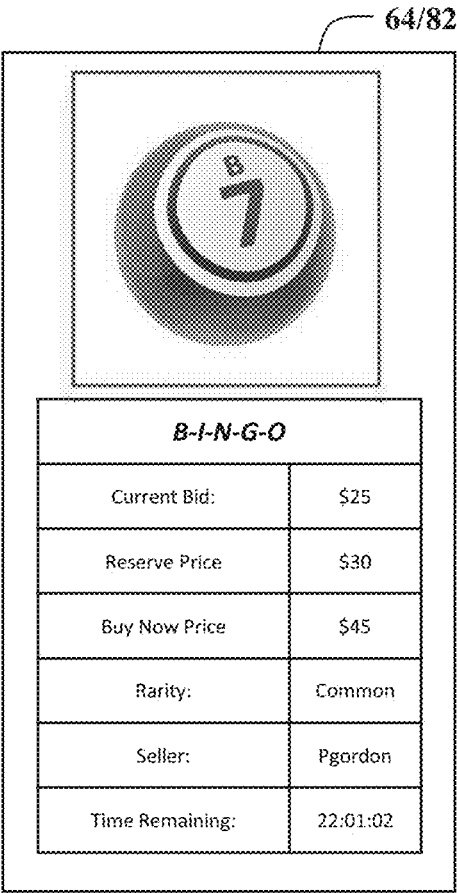 64/82
B
7
B-I-N-G-O
Current Bid: $25
Reserve Price $30
Buy Now Price $45
Rarity: Common
Seller: Pgordon
Time Remaining: 22:01:02